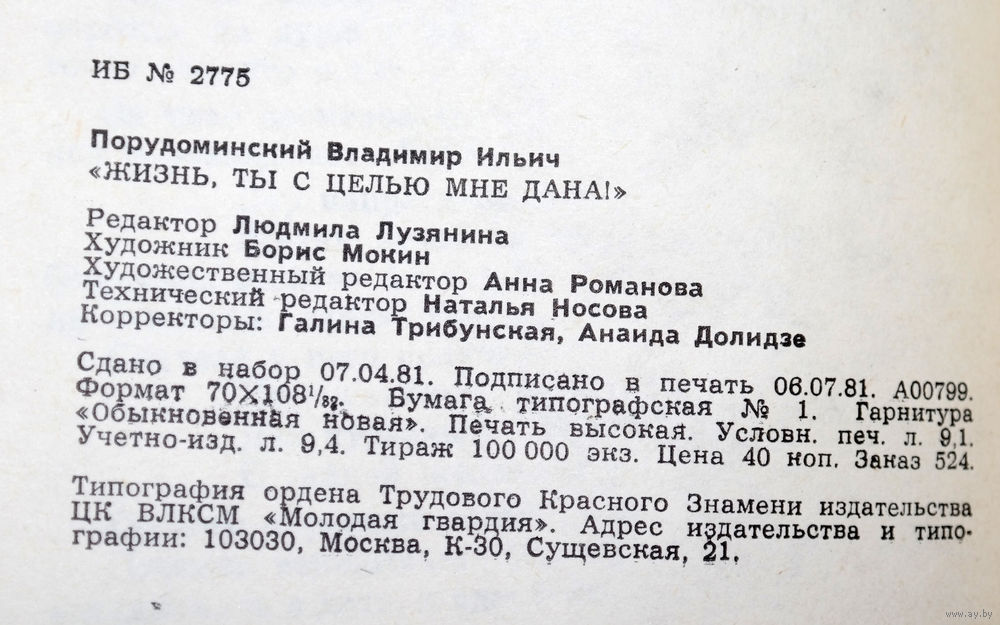 ИБ № 2775
Порудоминский Владимир Ильич
«ЖИЗНЬ, ТЫ С ЦЕЛЬЮ МНЕ ДАНА!»
Редактор Людмила Лузянина
Художник Борис Мокин
Художественный редактор Анна Романова
Технический редактор Наталья Носова
Корректоры: Галина Трибунская, Анаида Долидзе
Сдано в набор 07.04.81. Подписано в печать 06.07.81. А00799.
Формат 70X108¹/₃₂. Бумага типографская № 1. Гарнитура
«Обыкновенная новая». Печать высокая. Условн. печ. л. 9,1.
Учетно-изд. л. 9,4. Тираж 100 000 экз. Цена 40 коп. Заказ 524.
Типография ордена Трудового Красного Знамени издательства
ЦК ВЛКСМ «Молодая гвардия». Адрес издательства и типо-
графии: 103030, Москва, К-30, Сущевская, 21.
www.ay.by